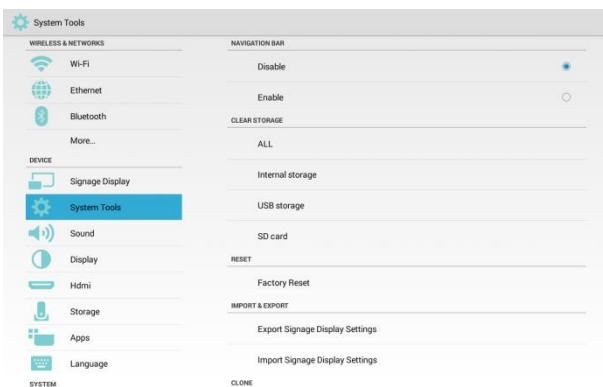 System Tools
WIRELESS & NETWORKS
Wi-Fi
Ethernet
Bluetooth
More...
DEVICE
Signage Display
System Tools
Sound
Display
Hdmi
Storage
Apps
Language
SYSTEM
NAVIGATION BAR
Disable
Enable
CLEAR STORAGE
ALL
Internal storage
USB storage
SD card
RESET
Factory Reset
IMPORT & EXPORT
Export Signage Display Settings
Import Signage Display Settings
CLONE